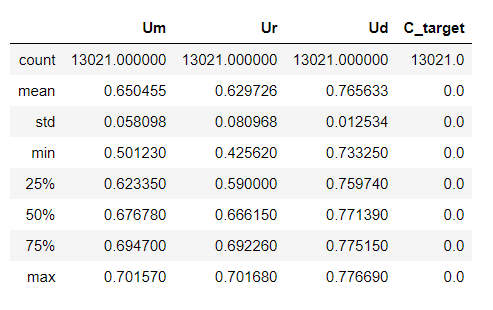 Um Ur Ud C_target
count 13021.000000 13021.000000 13021.000000 13021.0
mean 0.650455 0.629726 0.765633 0.0
std 0.058098 0.080968 0.012534 0.0
min 0.501230 0.425620 0.733250 0.0
25% 0.623350 0.590000 0.759740 0.0
50% 0.676780 0.666150 0.771390 0.0
75% 0.694700 0.692260 0.775150 0.0
max 0.701570 0.701680 0.776690 0.0